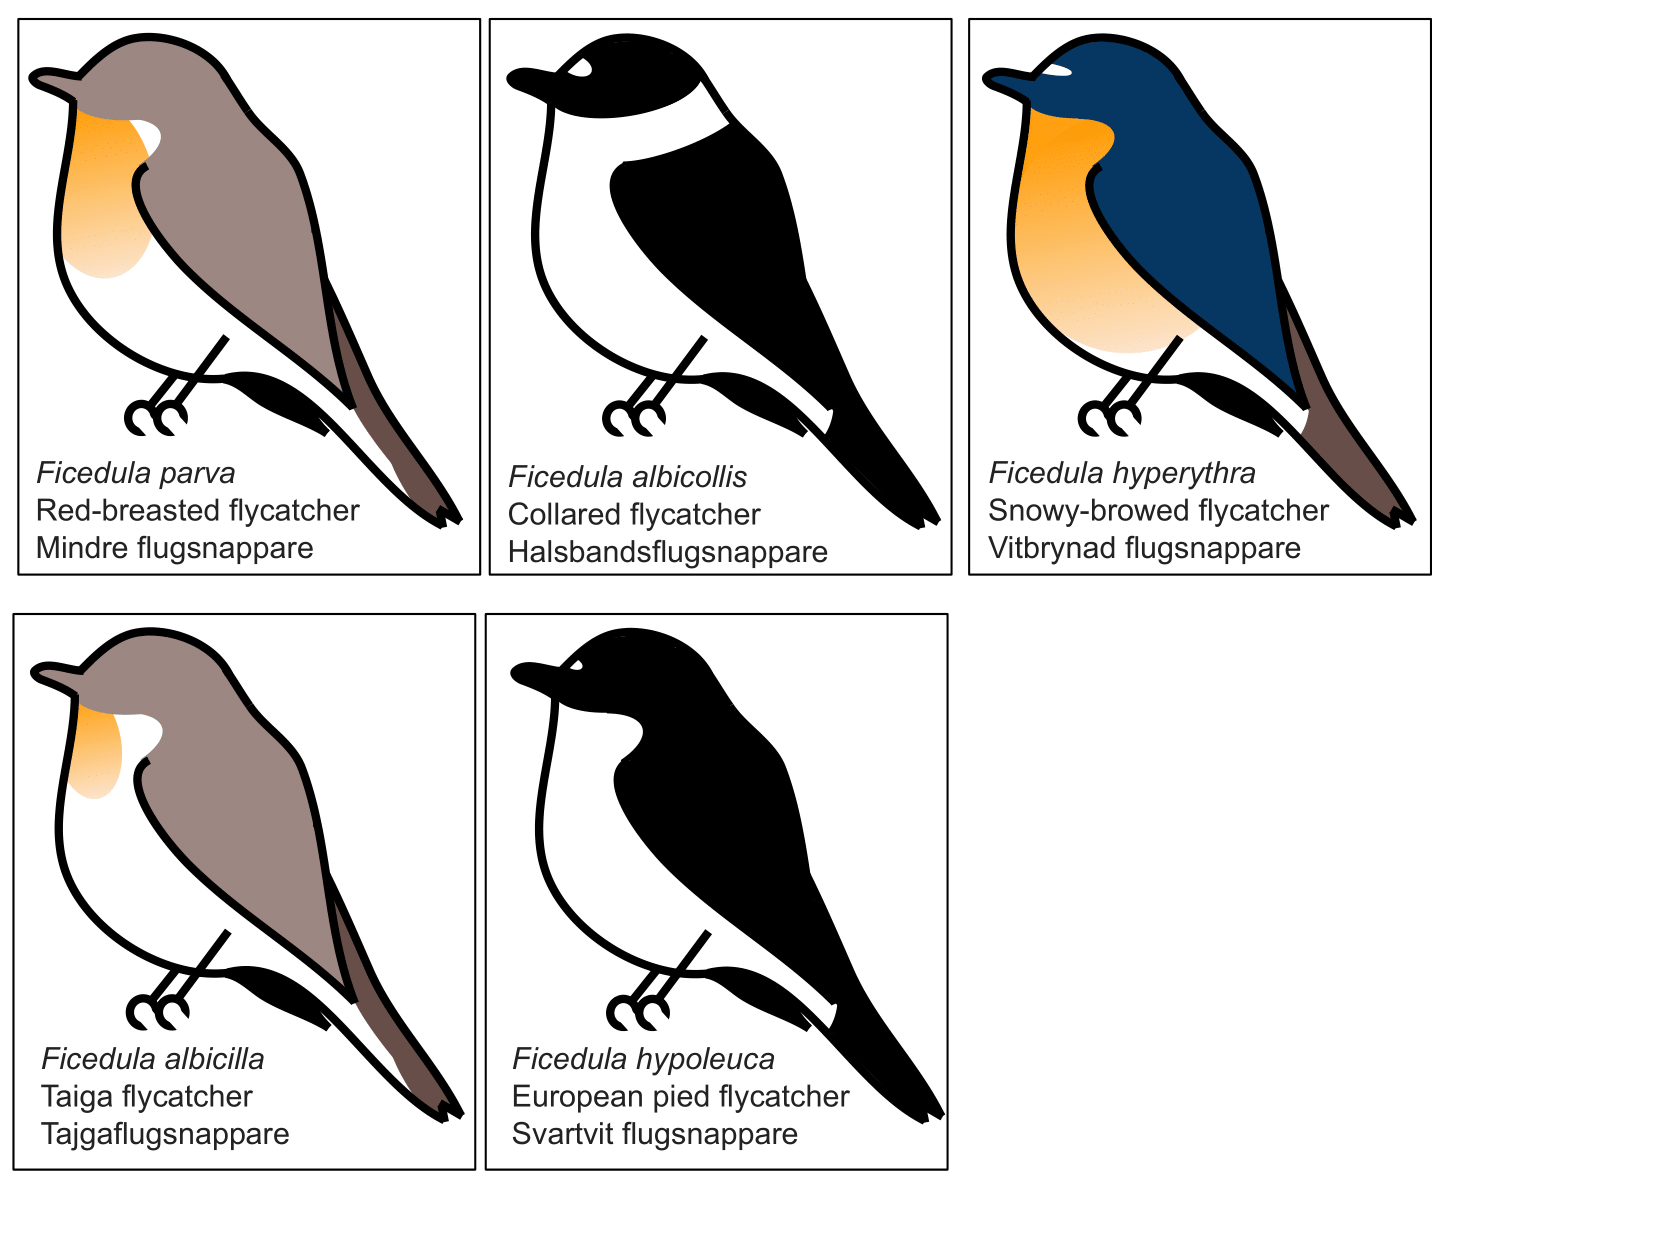 Ficedula parva
Red-breasted flycatcher
Mindre flugsnappare
Ficedula albicollis
Collared flycatcher
Halsbandsflugsnappare
Ficedula hyperythra
Snowy-browed flycatcher
Vitbrynad flugsnappare
Ficedula albicilla
Taiga flycatcher
Tajgaflugsnappare
Ficedula hypoleuca
European pied flycatcher
Svartvit flugsnappare